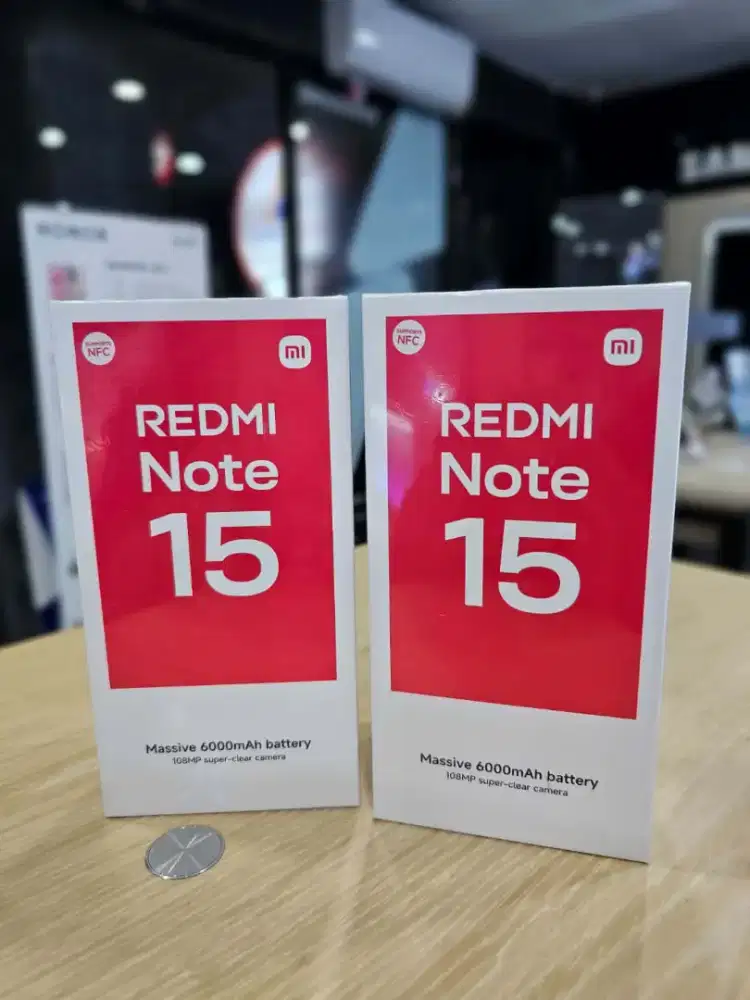 SUPPORTS
NFC
mi
REDMI
Note
15
Massive 6000mAh battery
108MP super-clear camera
SUPPORTS
NFC
mi
REDMI
Note
15
Massive 6000mAh battery
108MP super-clear camera
HONOR